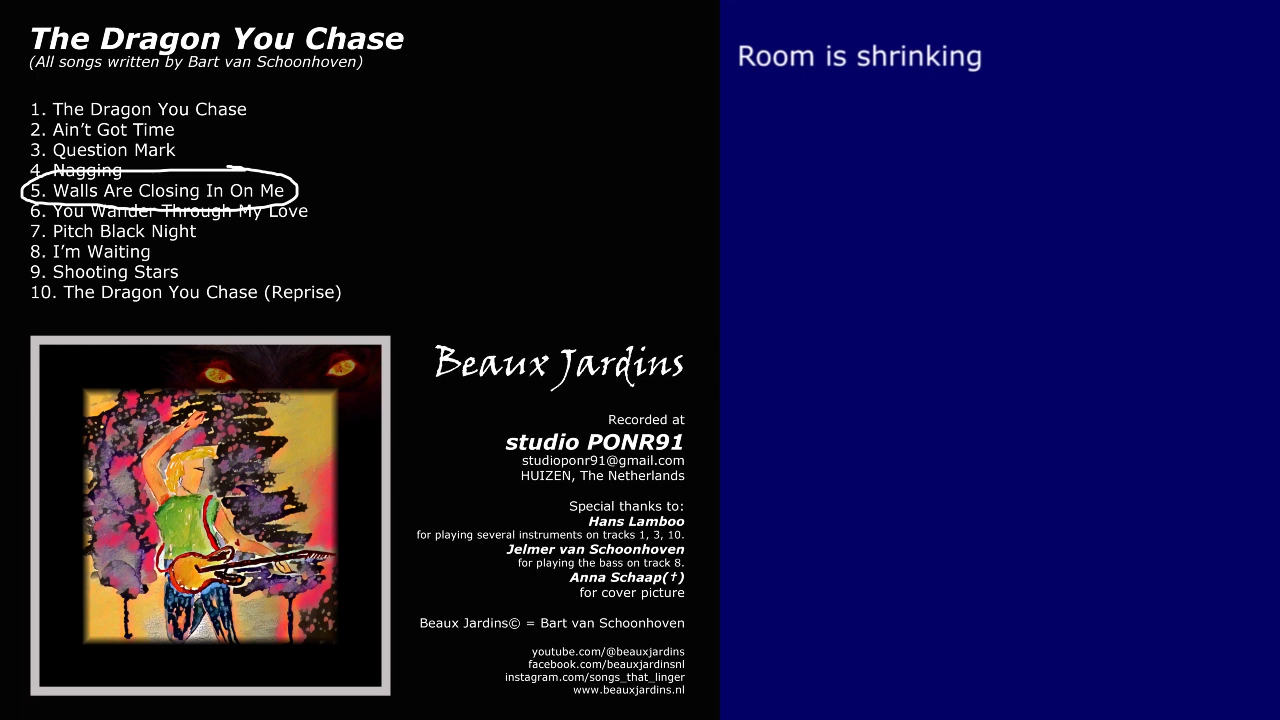 The Dragon You Chase
(All songs written by Bart van Schoonhoven)
1. The Dragon You Chase
2. Ain’t Got Time
3. Question Mark
4. Nagging
5. Walls Are Closing In On Me
6. You Wander Through My Love
7. Pitch Black Night
8. I’m Waiting
9. Shooting Stars
10. The Dragon You Chase (Reprise)
Beaux Jardins
Recorded at
studio PONR91
studioponr91@gmail.com
HUIZEN, The Netherlands
Special thanks to:
Hans Lamboo
for playing several instruments on tracks 1, 3, 10.
Jelmer van Schoonhoven
for playing the bass on track 8.
Anna Schaap(†)
for cover picture
Beaux Jardins© = Bart van Schoonhoven
youtube.com/@beauxjardins
facebook.com/beauxjardinsnl
instagram.com/songs_that_linger
www.beauxjardins.nl
Room is shrinking